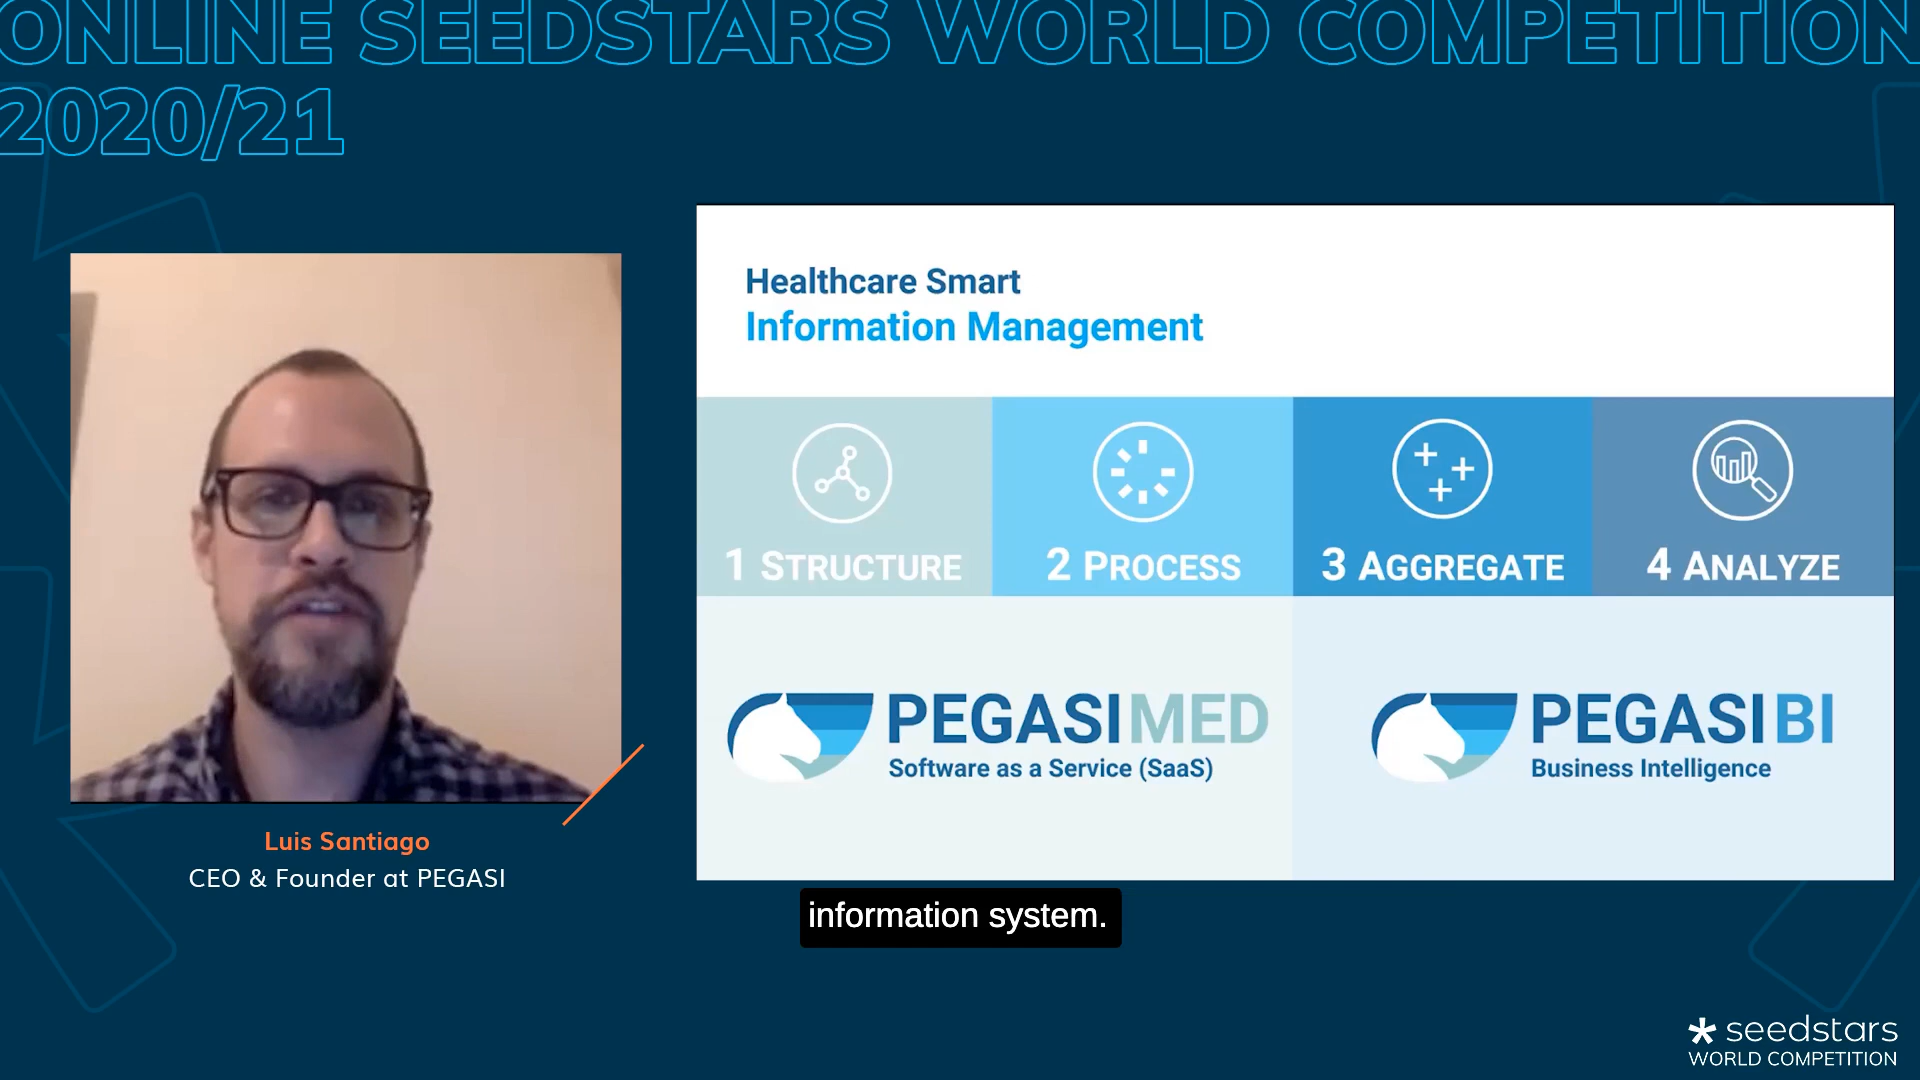 ONLINE SEEDSTARS WORLD COMPETITION
2020/21
Healthcare Smart
Information Management
1 STRUCTURE
2 PROCESS
3 AGGREGATE
4 ANALYZE
PEGASI MED
Software as a Service (SaaS)
PEGASI BI
Business Intelligence
Luis Santiago
CEO & Founder at PEGASI
information system.
seedstars
WORLD COMPETITION